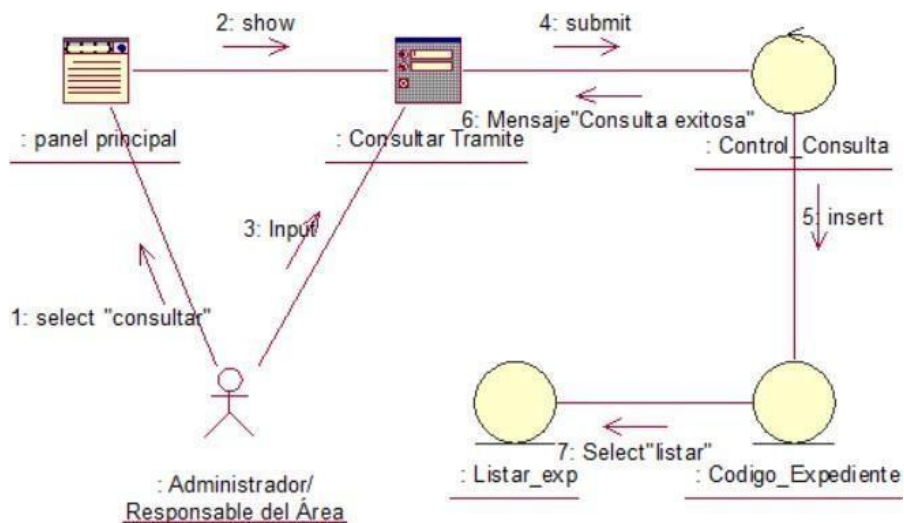 2: show
4: submit
6: Mensaje"Consulta exitosa"
: panel principal
: Consultar Tramite
: Control_Consulta
3: Input
5: insert
1: select "consultar"
7: Select"listar"
: Listar_exp
: Codigo_Expediente
: Administrador/
Responsable del Área